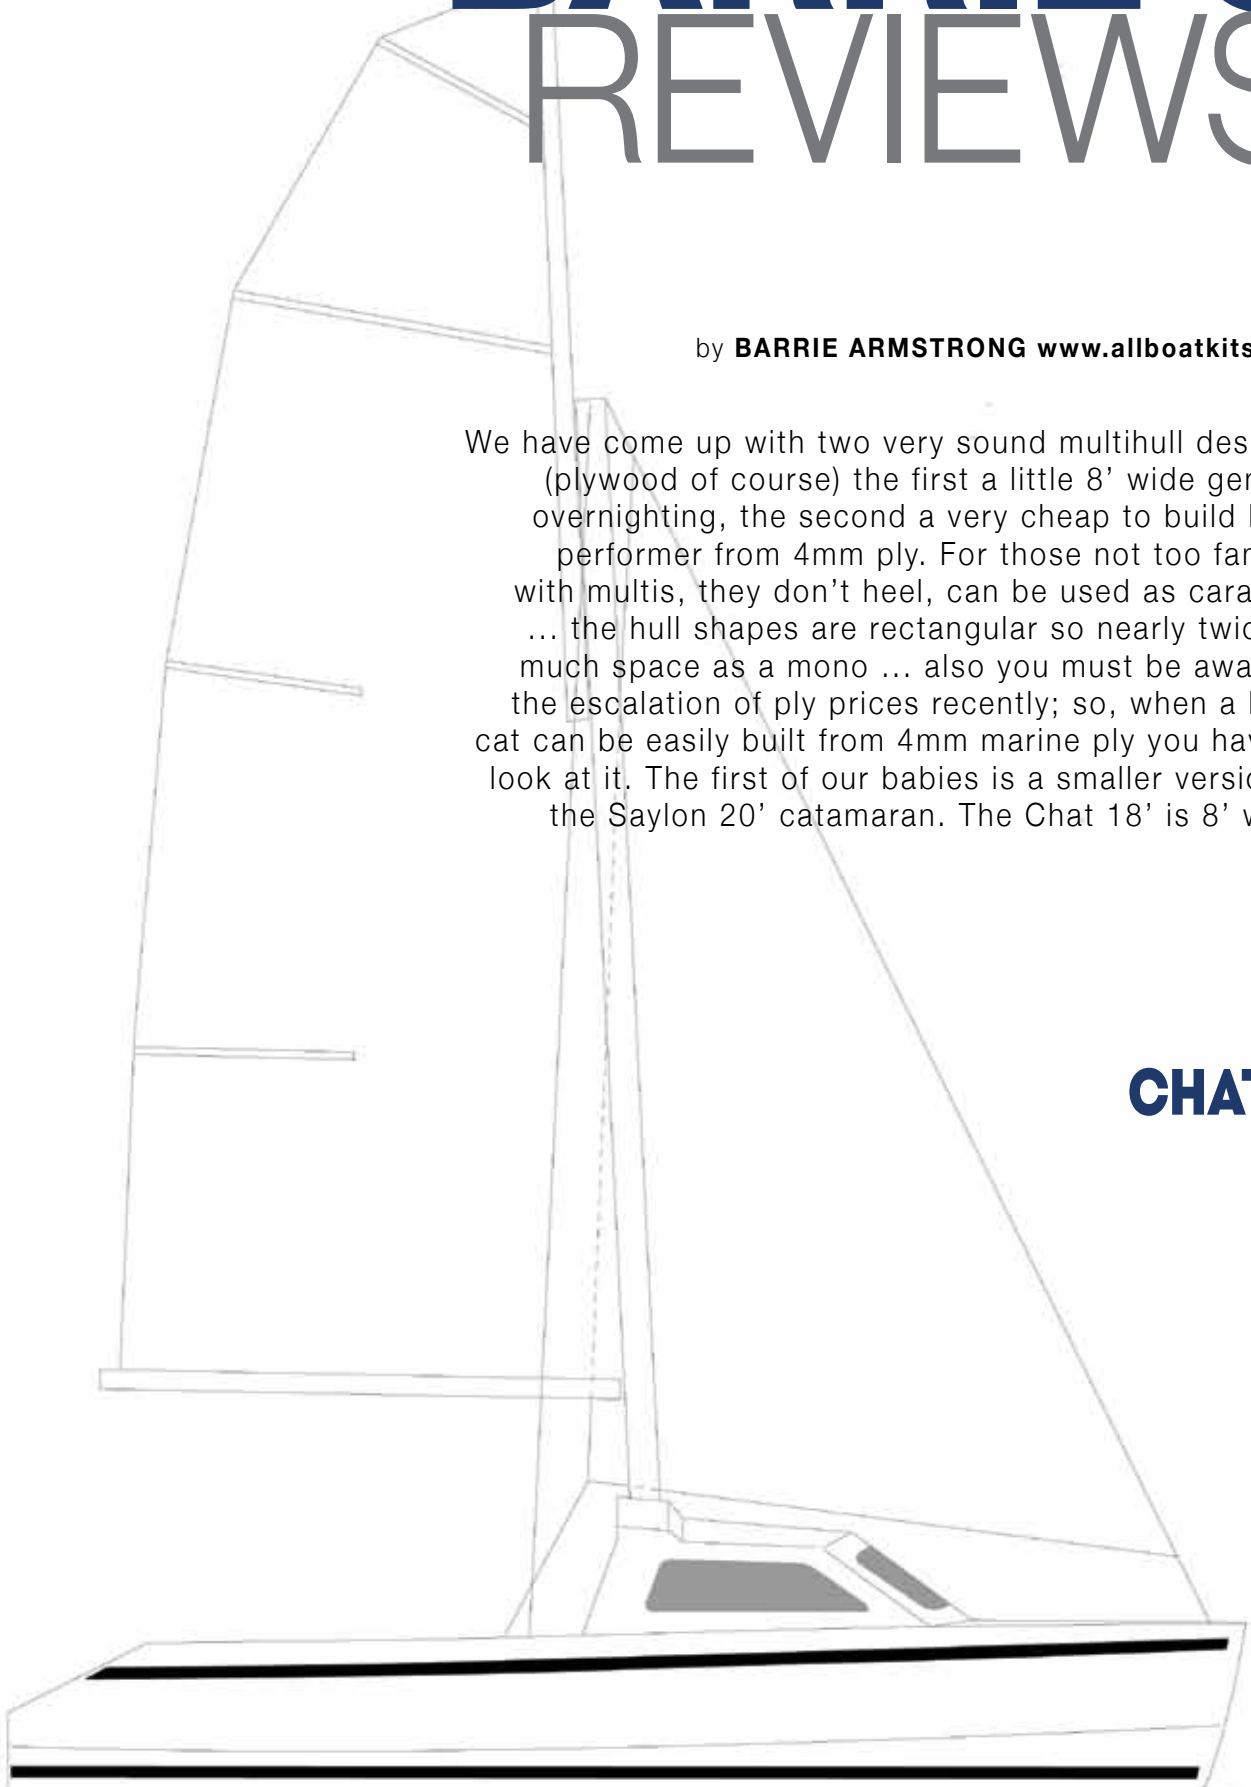 REVIEWS
by BARRIE ARMSTRONG www.allboatkits
We have come up with two very sound multihull des
(plywood of course) the first a little 8’ wide ge
overnighting, the second a very cheap to build
performer from 4mm ply. For those not too far
with multis, they don’t heel, can be used as cara
... the hull shapes are rectangular so nearly twic
much space as a mono ... also you must be awa
the escalation of ply prices recently; so, when a
cat can be easily built from 4mm marine ply you hav
look at it. The first of our babies is a smaller versi
the Saylon 20’ catamaran. The Chat 18’ is 8’ w
CHAT